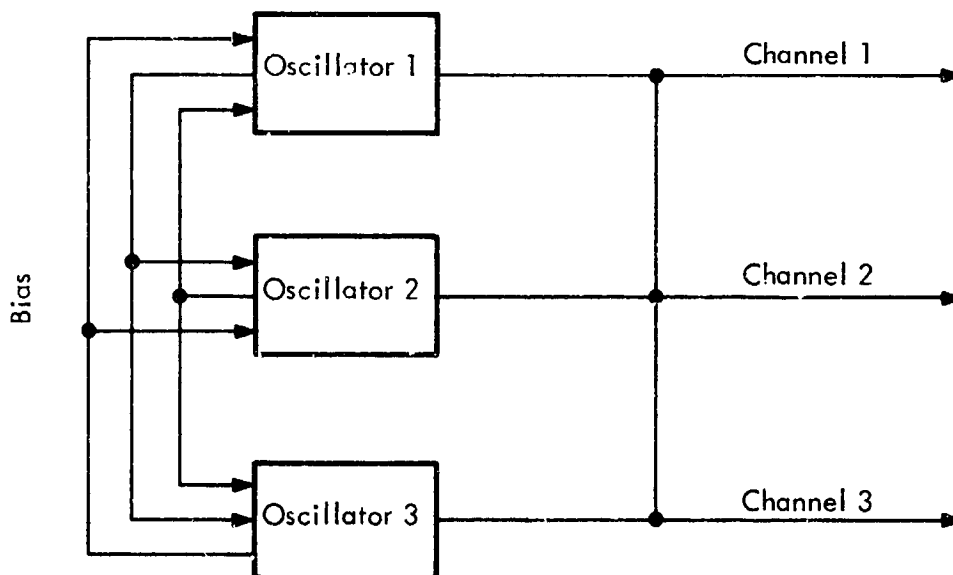 Oscillator 1
Channel 1
Bias
Oscillator 2
Channel 2
Oscillator 3
Channel 3